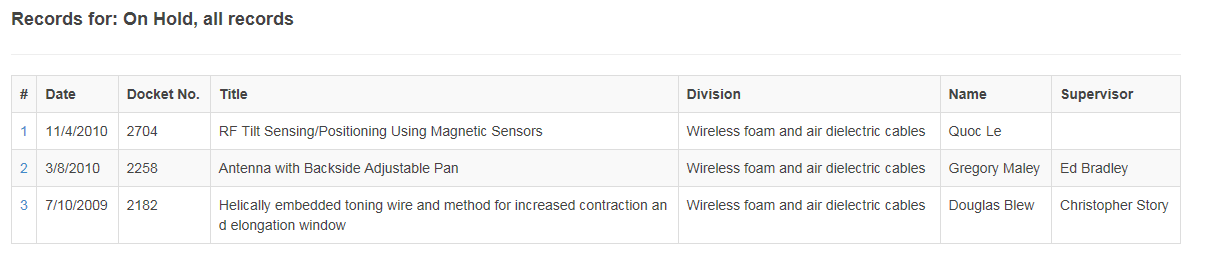 Records for: On Hold, all records
# Date Docket No. Title Division Name Supervisor
1 11/4/2010 2704 RF Tilt Sensing/Positioning Using Magnetic Sensors Wireless foam and air dielectric cables Quoc Le
2 3/8/2010 2258 Antenna with Backside Adjustable Pan Wireless foam and air dielectric cables Gregory Maley Ed Bradley
3 7/10/2009 2182 Helically embedded toning wire and method for increased contraction an Wireless foam and air dielectric cables Douglas Blew Christopher Story
d elongation window